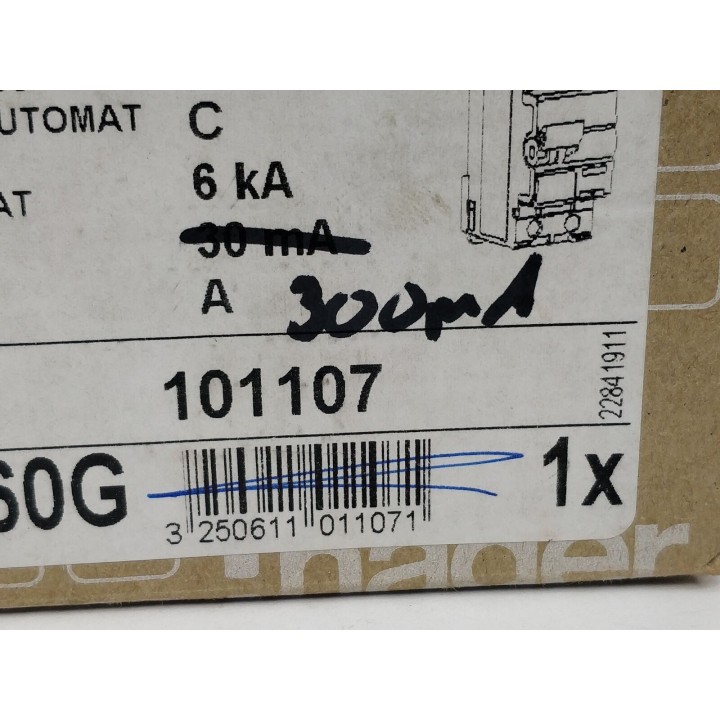 UTOMAT C
6 kA
AT
30 mA
A 300mA
101107
22841911
60G
1x
3 250611 011071
hager